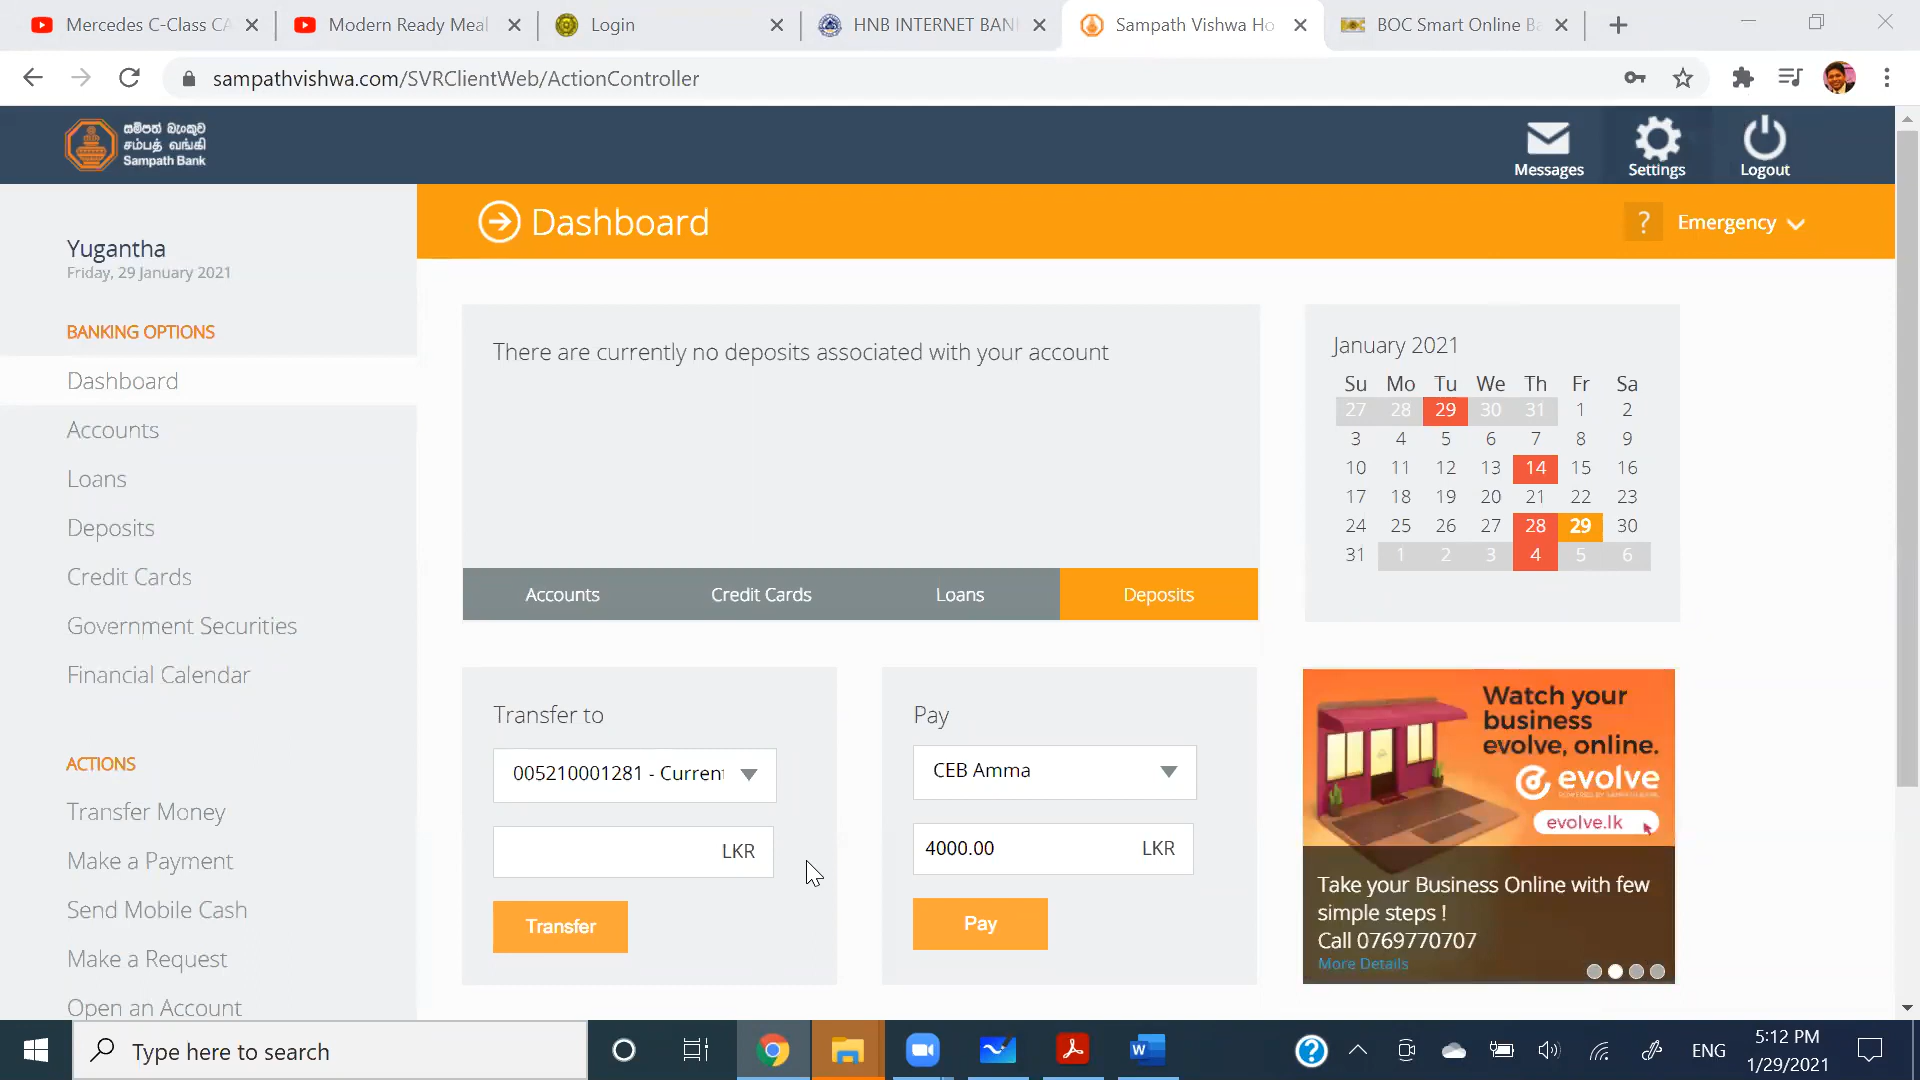 Mercedes C-Class CA
Modern Ready Meal
Login
HNB INTERNET BAN
Sampath Vishwa Ho
BOC Smart Online Ba
sampathvishwa.com/SVRClientWeb/ActionController
සම්පත් බැංකුව
சம்பத் வங்கி
Sampath Bank
Messages
Settings
Logout
Dashboard
?
Emergency
Yugantha
Friday, 29 January 2021
BANKING OPTIONS
Dashboard
Accounts
Loans
Deposits
Credit Cards
Government Securities
Financial Calendar
ACTIONS
Transfer Money
Make a Payment
Send Mobile Cash
Make a Request
Open an Account
There are currently no deposits associated with your account
Accounts Credit Cards Loans Deposits
January 2021
Su Mo Tu We Th Fr Sa
27 28 29 30 31 1 2
3 4 5 6 7 8 9
10 11 12 13 14 15 16
17 18 19 20 21 22 23
24 25 26 27 28 29 30
31 1 2 3 4 5 6
Transfer to
005210001281 - Current
LKR
Transfer
Pay
CEB Amma
4000.00 LKR
Pay
Watch your
business
evolve, online.
evolve
evolve.lk
Take your Business Online with few
simple steps !
Call 0769770707
More Details
Type here to search
W
?
ENG
5:12 PM
1/29/2021